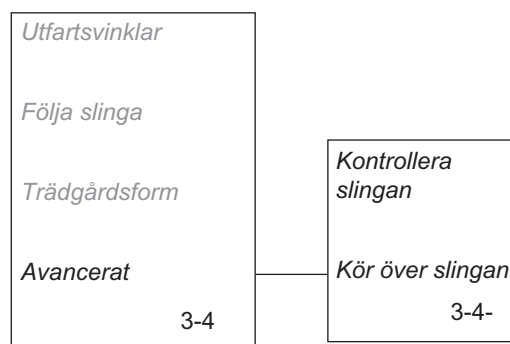 Utfartsvinklar
Följa slinga
Trädgårdsform
Avancerat
3-4
Kontrollera
slingan
Kör över slingan
3-4-